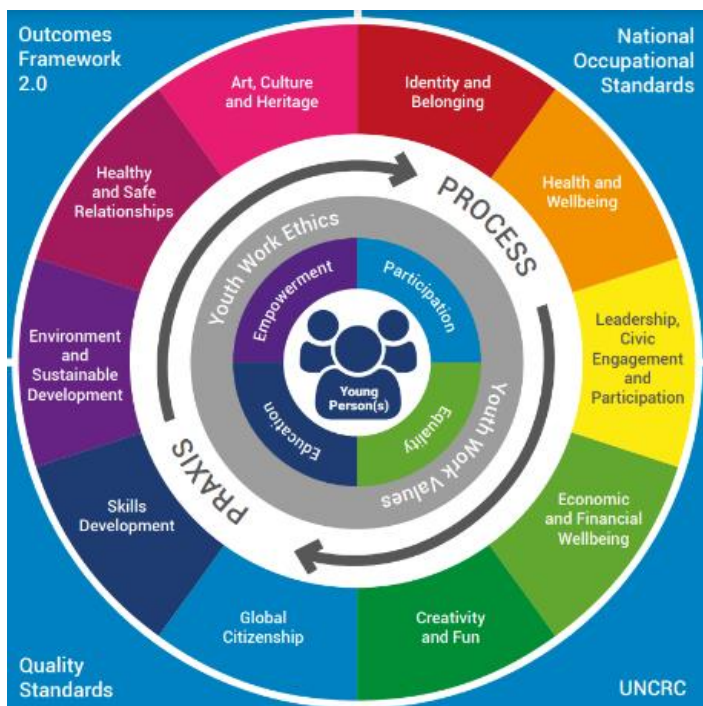 Outcomes
Framework
2.0
National
Occupational
Standards
Art, Culture
and Heritage
Identity and
Belonging
Healthy
and Safe
Relationships
Health and
Wellbeing
PROCESS
Youth Work Ethics
Empowerment
Participation
Environment
and
Sustainable
Development
Leadership,
Civic
Engagement
and
Participation
Young
Person(s)
Education
Equality
Youth Work Values
PRAXIS
Skills
Development
Economic
and Financial
Wellbeing
Global
Citizenship
Creativity
and Fun
Quality
Standards
UNCRC